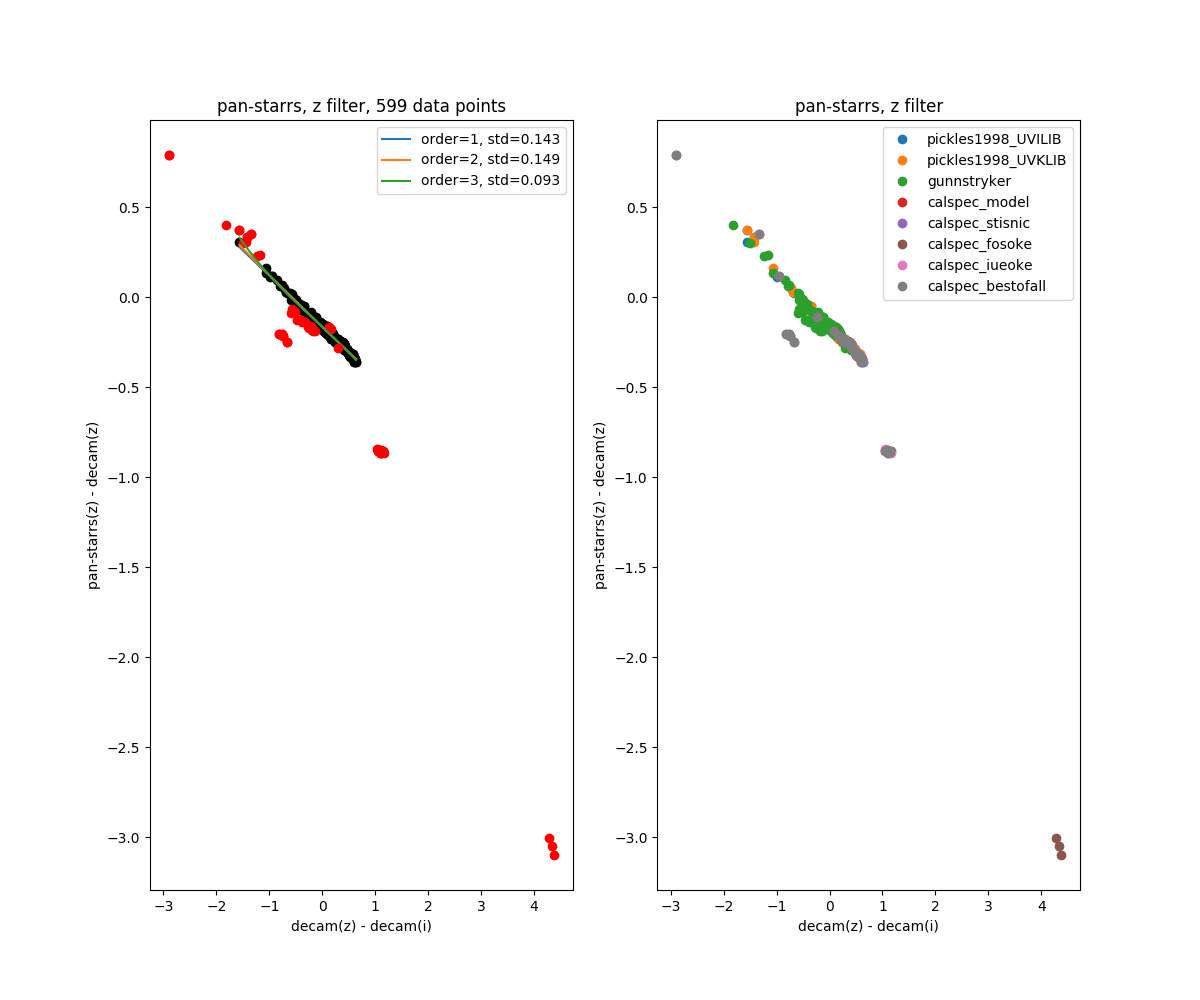 pan-starrs, z filter, 599 data points
order=1, std=0.143
order=2, std=0.149
order=3, std=0.093
0.5
0.0
−0.5
−1.0
−1.5
−2.0
−2.5
−3.0
pan-starrs(z) - decam(z)
−3 −2 −1 0 1 2 3 4
decam(z) - decam(i)
pan-starrs, z filter
pickles1998_UVILIB
pickles1998_UVKLIB
gunnstryker
calspec_model
calspec_stisnic
calspec_fosoke
calspec_iueoke
calspec_bestofall
0.5
0.0
−0.5
−1.0
−1.5
−2.0
−2.5
−3.0
pan-starrs(z) - decam(z)
−3 −2 −1 0 1 2 3 4
decam(z) - decam(i)